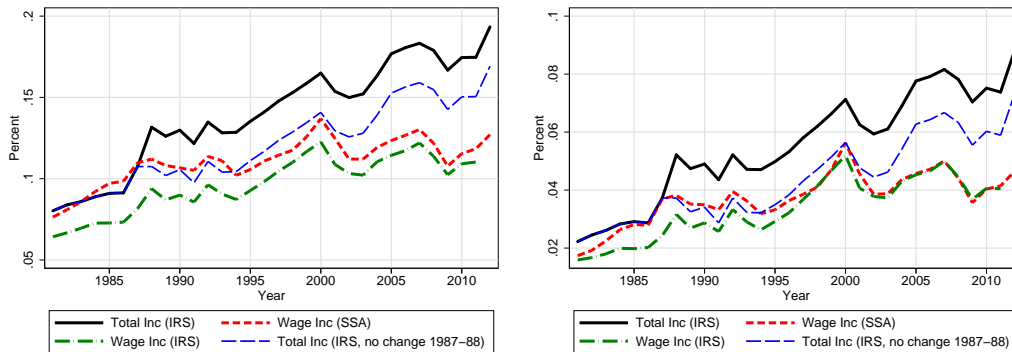 .2
.15
.1
.05
Percent
1985 1990 1995 2000 2005 2010
Year
Total Inc (IRS) Wage Inc (SSA)
Wage Inc (IRS) Total Inc (IRS, no change 1987−88)
.1
.08
.06
.04
.02
Percent
1985 1990 1995 2000 2005 2010
Year
Total Inc (IRS) Wage Inc (SSA)
Wage Inc (IRS) Total Inc (IRS, no change 1987−88)